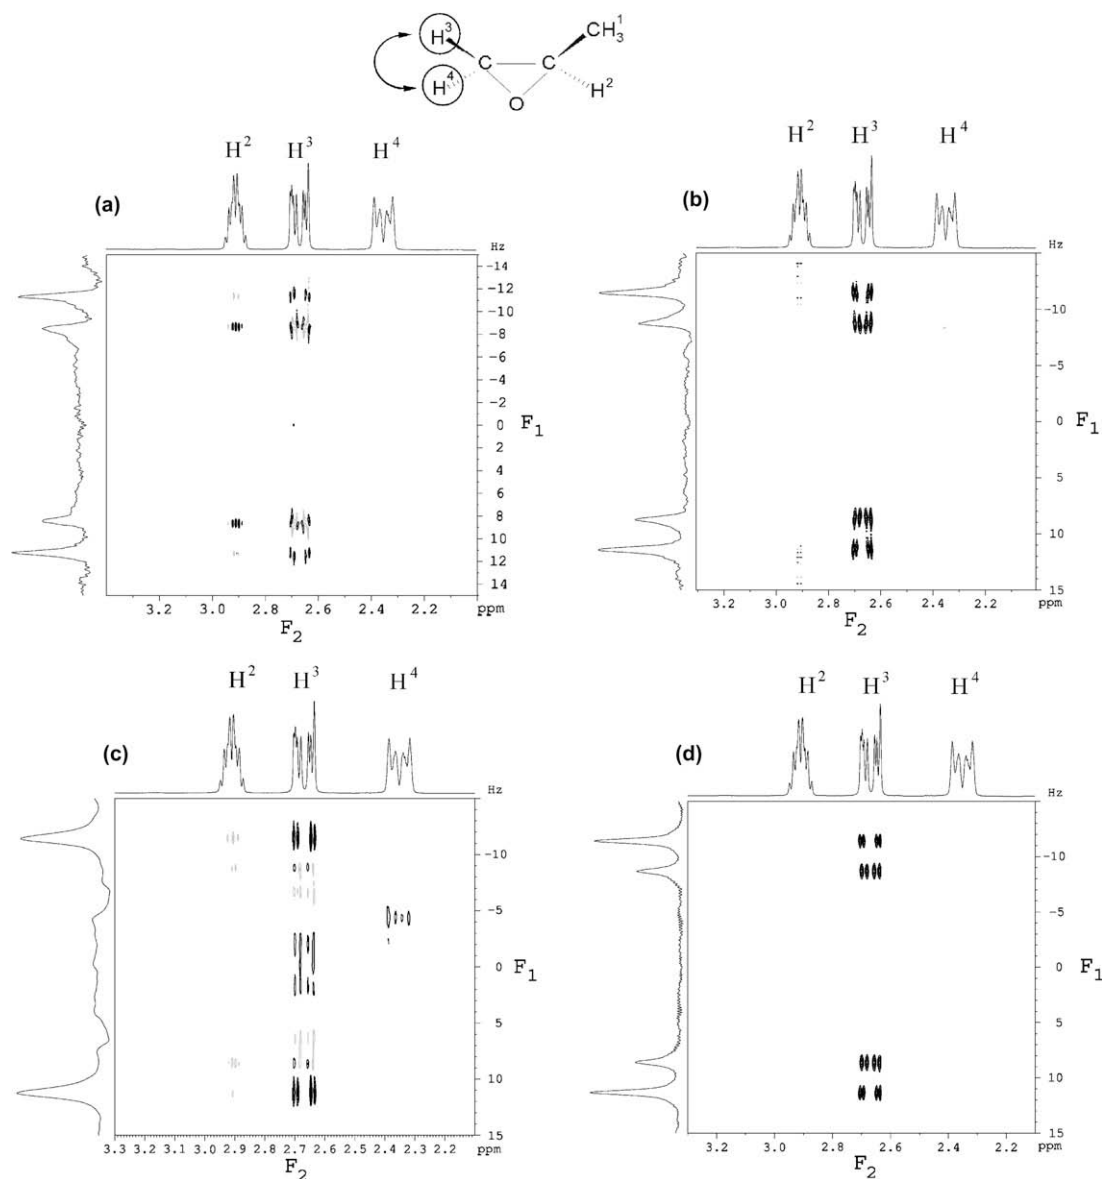 H3
CH31
C
C
H4
H2
O
H2
H3
H4
(a)
Hz
-14
-12
-10
-8
-6
-4
-2
0
2
4
6
8
10
12
14
F1
3.2
3.0
2.8
2.6
2.4
2.2
ppm
F2
H2
H3
H4
(b)
Hz
-10
-5
0
5
10
15
F1
3.2
3.0
2.8
2.6
2.4
2.2
ppm
F2
H2
H3
H4
(c)
Hz
-10
-5
0
5
10
15
F1
3.3
3.2
3.1
3.0
2.9
2.8
2.7
2.6
2.5
2.4
2.3
2.2
ppm
F2
H2
H3
H4
(d)
Hz
-10
-5
0
5
10
15
F1
3.2
3.0
2.8
2.6
2.4
2.2
ppm
F2